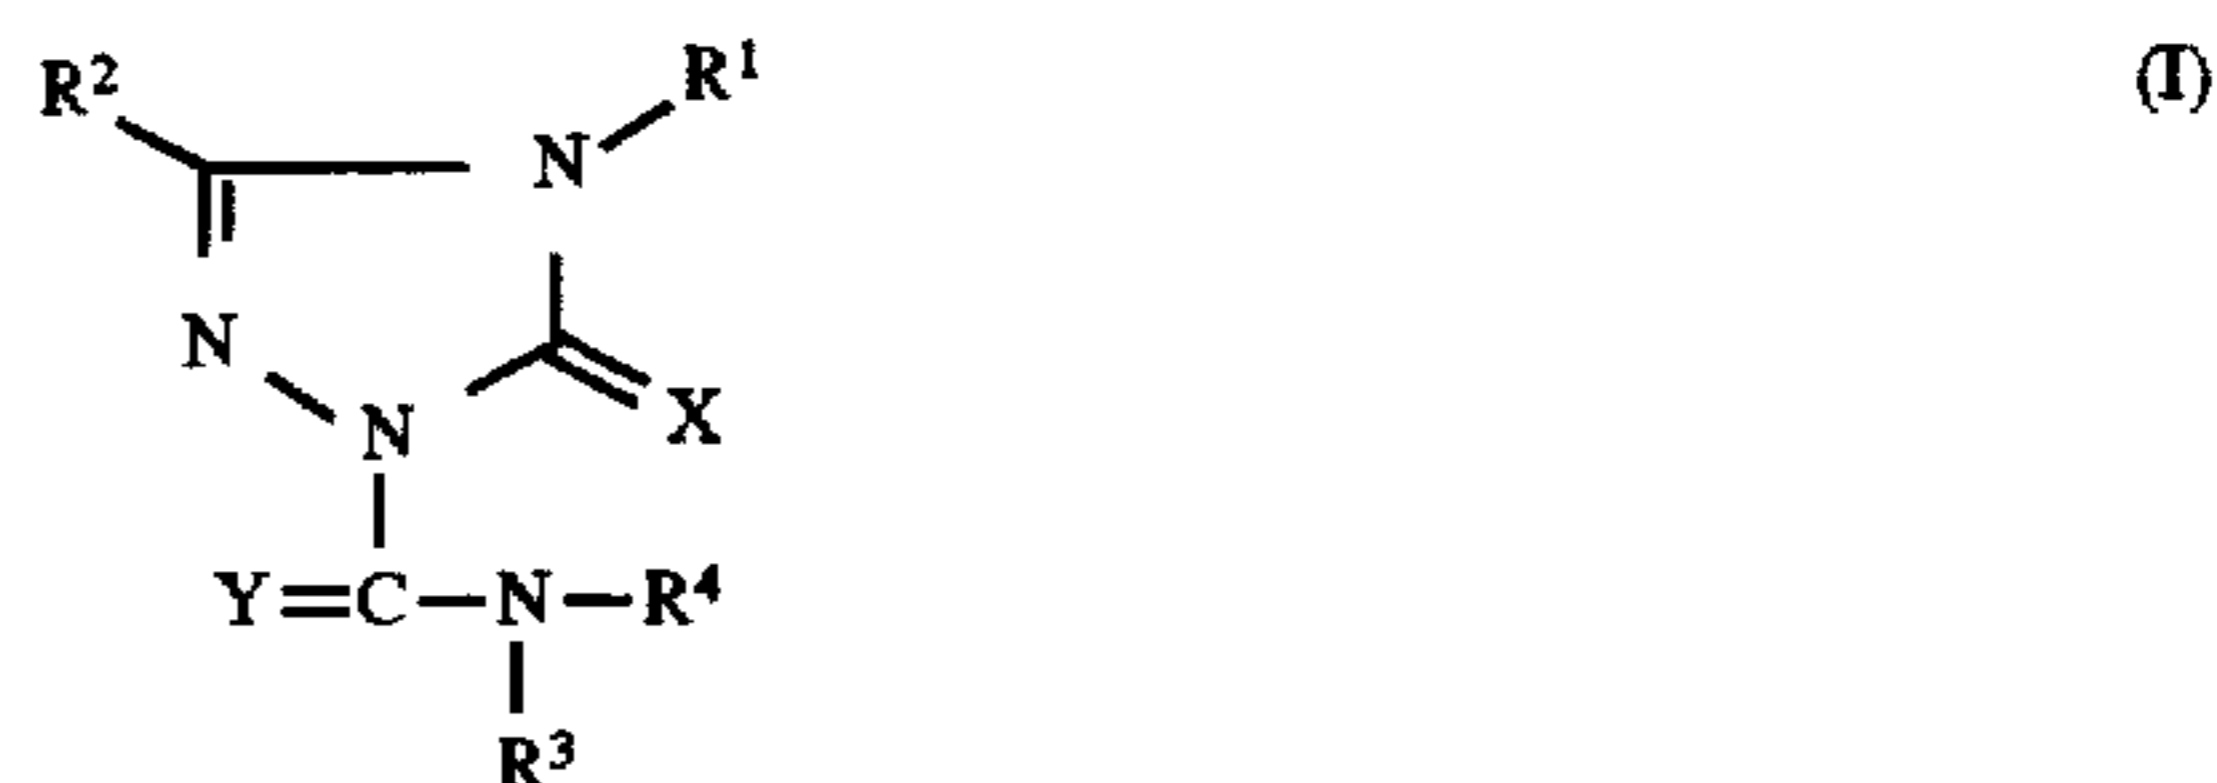 R² R¹ (I)
N
N X
N
Y=C—N—R⁴
R³